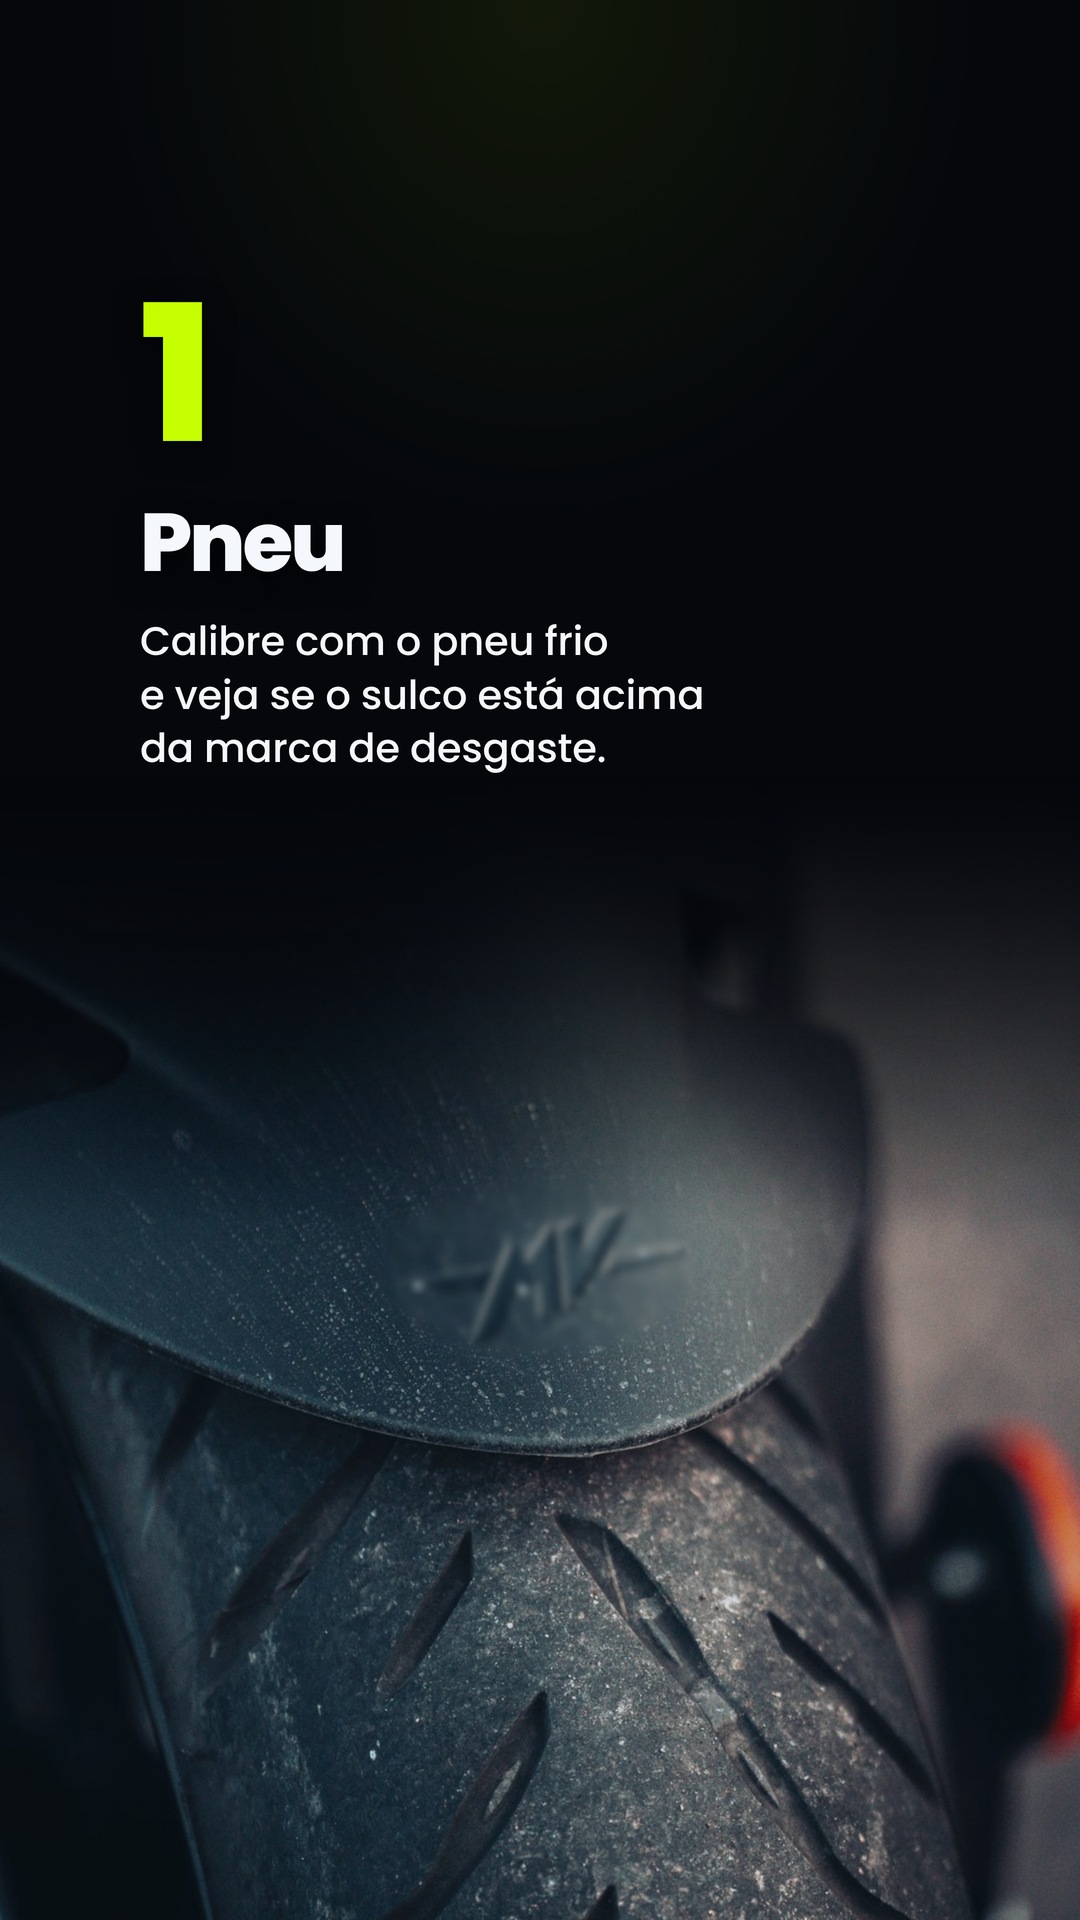 1
Pneu
Calibre com o pneu frio
e veja se o sulco está acima
da marca de desgaste.